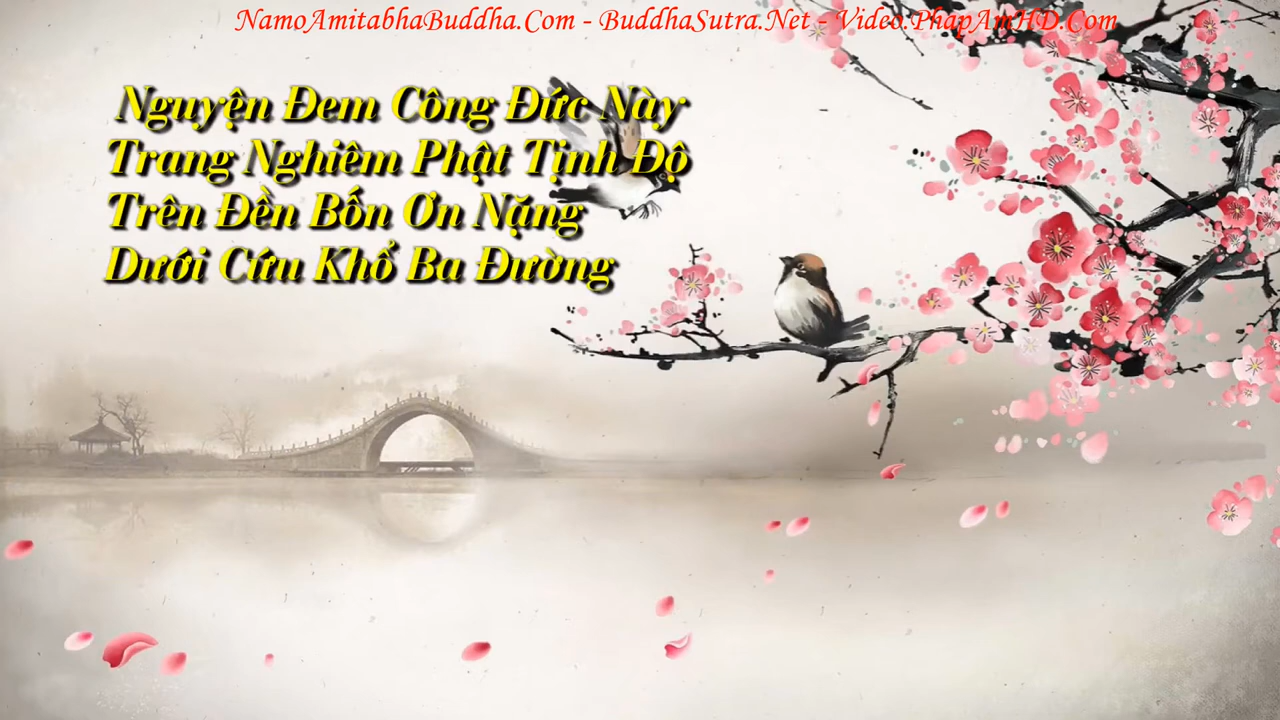 NamoAmitabhaBuddha.Com - BuddhaSutra.Net - Video.PhapAmHD.Com
Nguyện Đem Công Đức Này
Trang Nghiêm Phật Tịnh Độ
Trên Đền Bốn Ơn Nặng
Dưới Cứu Khổ Ba Đường